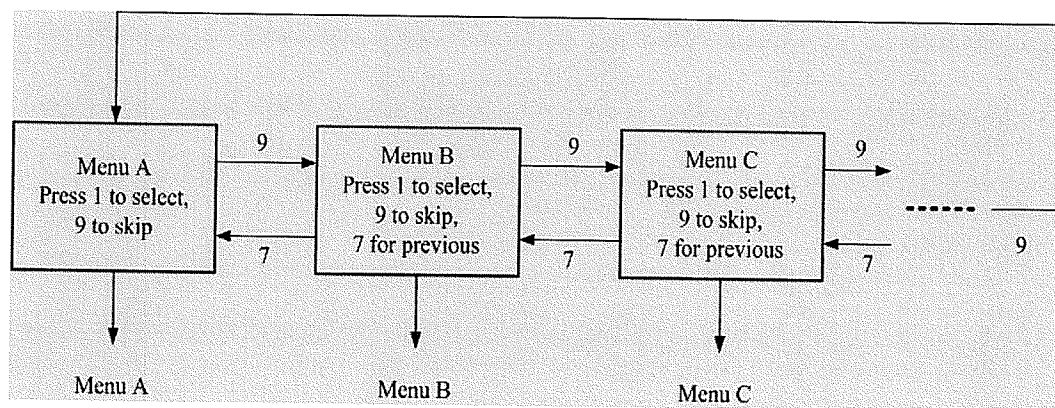 Menu A
Press 1 to select,
9 to skip
9
7
Menu B
Press 1 to select,
9 to skip,
7 for previous
9
7
Menu C
Press 1 to select,
9 to skip,
7 for previous
9
7
9
Menu A
Menu B
Menu C